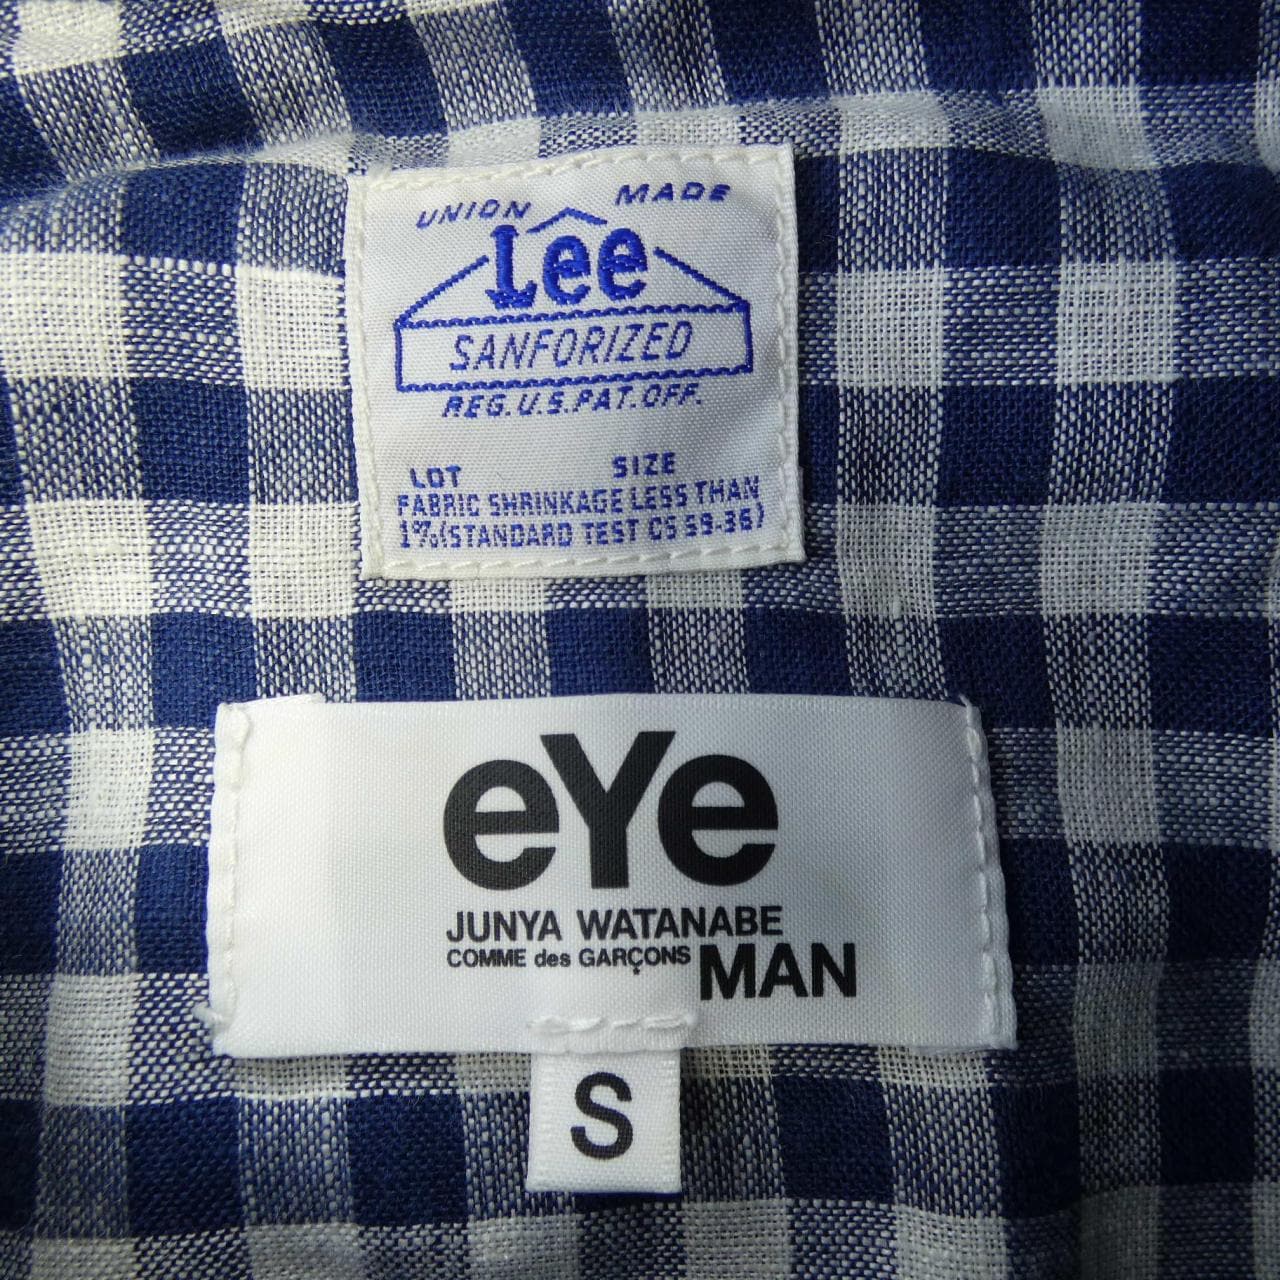 UNION MADE
Lee
SANFORIZED
REG. U.S. PAT. OFF.
LOT SIZE
FABRIC SHRINKAGE LESS THAN
1%(STANDARD TEST CS 59-36)
eYe
JUNYA WATANABE
COMME des GARÇONS MAN
S